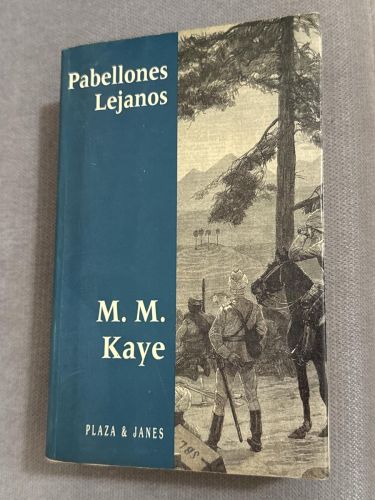 Pabellones
Lejanos
M. M.
Kaye
PLAZA & JANES